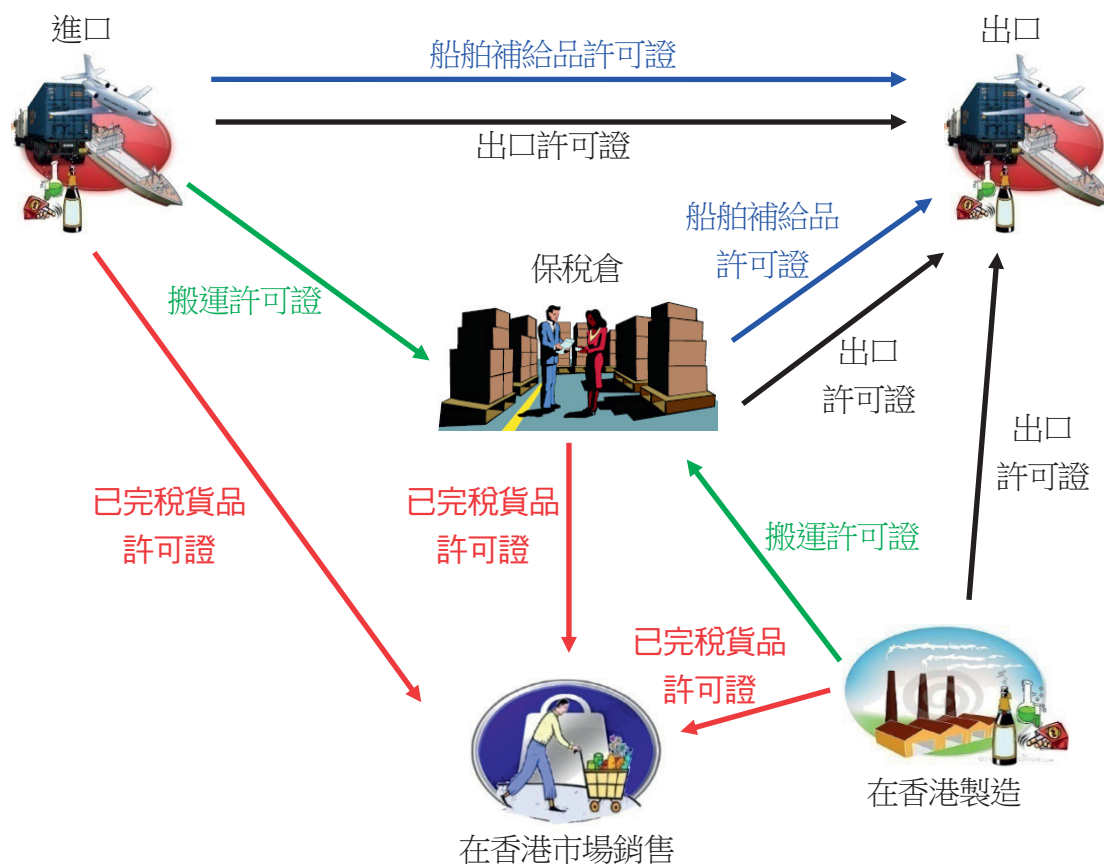 進口
出口
船舶補給品許可證
出口許可證
船舶補給品
許可證
保稅倉
搬運許可證
出口
許可證
出口
許可證
已完稅貨品
許可證
已完稅貨品
許可證
搬運許可證
已完稅貨品
許可證
在香港製造
在香港市場銷售